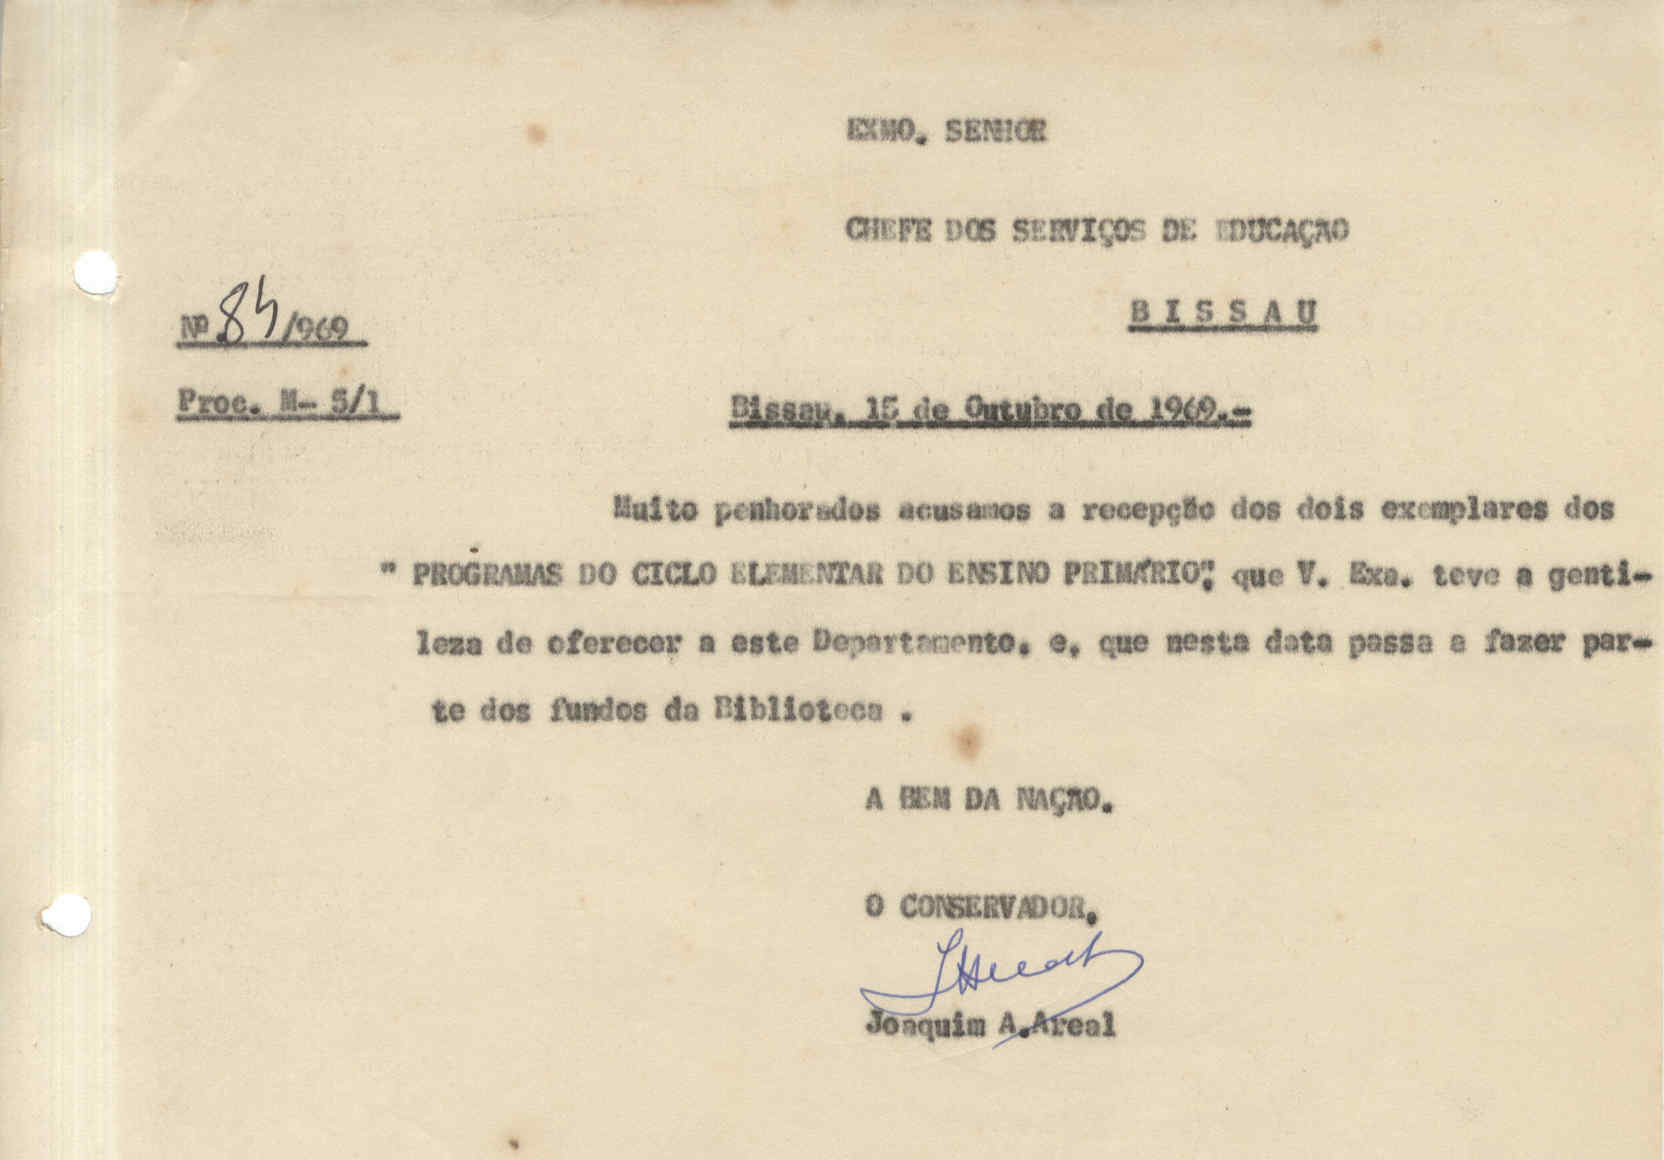 EXMO. SENHOR
CHEFE DOS SERVIÇOS DE EDUCAÇÃO
B I S S A U
Nº 84/969
Proc. M- 5/1
Bissau, 15 de Outubro de 1969.-
Muito penhorados acusamos a recepção dos dois exemplares dos
" PROGRAMAS DO CICLO ELEMENTAR DO ENSINO PRIMÁRIO", que V. Exa. teve a genti-
leza de oferecer a este Departamento, e, que nesta data passa a fazer par-
te dos fundos da Biblioteca .
A BEM DA NAÇÃO.
O CONSERVADOR,
Joaquim A.Areal